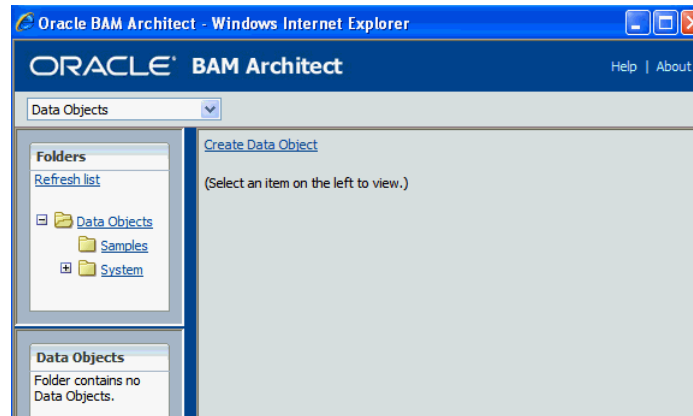 Oracle BAM Architect - Windows Internet Explorer
ORACLE BAM Architect
Help | About
Data Objects
Folders
Refresh list
Data Objects
Samples
System
Create Data Object
(Select an item on the left to view.)
Data Objects
Folder contains no
Data Objects.